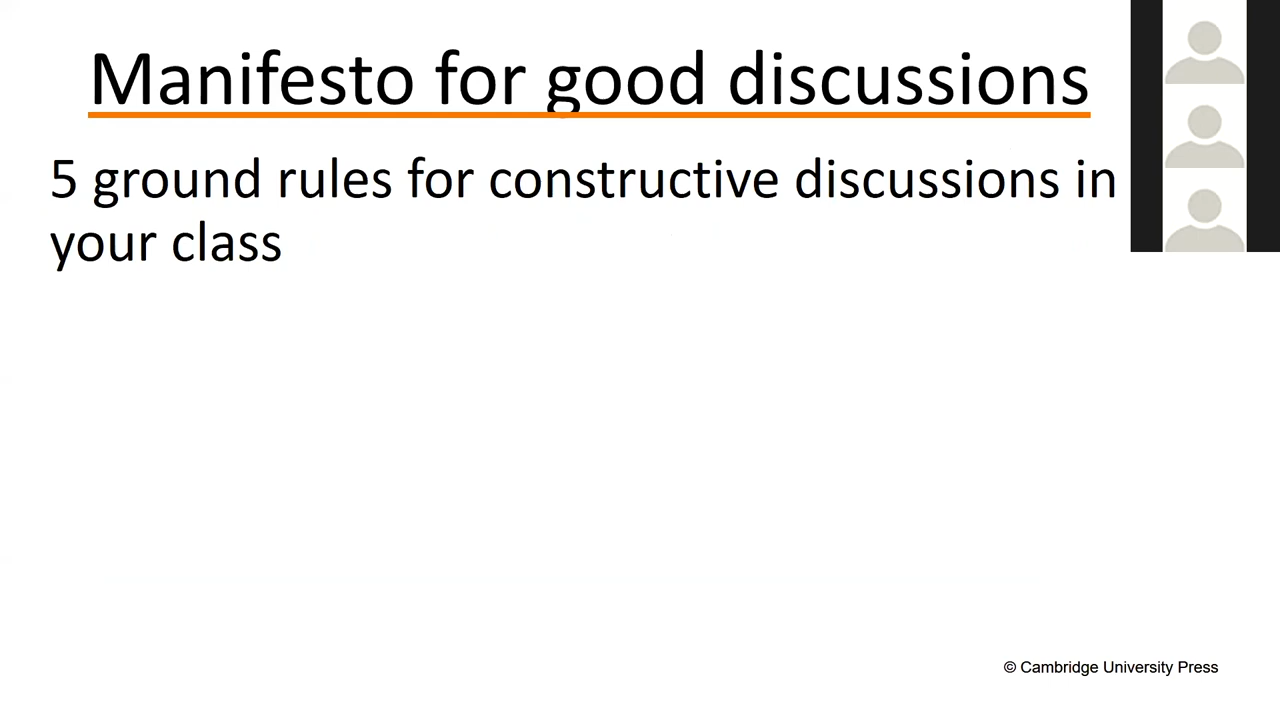 Manifesto for good discussions
5 ground rules for constructive discussions in
your class
© Cambridge University Press